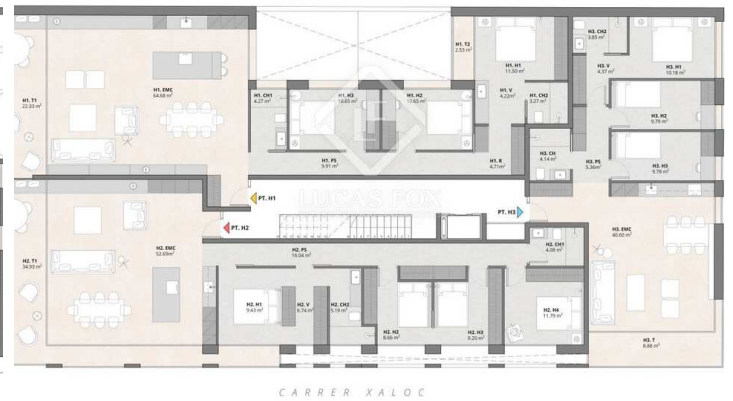 H1. T2
2.53 m²
H1. H1
11.50 m²
H3. CH2
3.85 m²
H3. V
4.37 m²
H3. H1
10.18 m²
H1. T1
22.33 m²
H1. EMC
64.68 m²
H1. CH1
4.27 m²
H1. H3
10.65 m²
H1. H2
10.65 m²
H1. V
4.22 m²
H1. CH2
3.27 m²
H3. H2
H3. CH
4.14 m²
H1. PS
9.91 m²
H1. R
4.71 m²
H3. PS
5.36 m²
H3. H3
9.78 m²
PT. H1
LUCAS FOX
PT. H3
PT. H2
H3. EMC
40.60 m²
H2. T1
34.93 m²
H2. EMC
52.69 m²
H2. PS
16.04 m²
H2. CH1
4.08 m²
H2. H1
9.43 m²
H2. V
6.74 m²
H2. CH2
5.19 m²
H2. H2
8.66 m²
H2. H3
9.20 m²
H2. H4
11.79 m²
H3. T
8.88 m²
CARRER XALOC